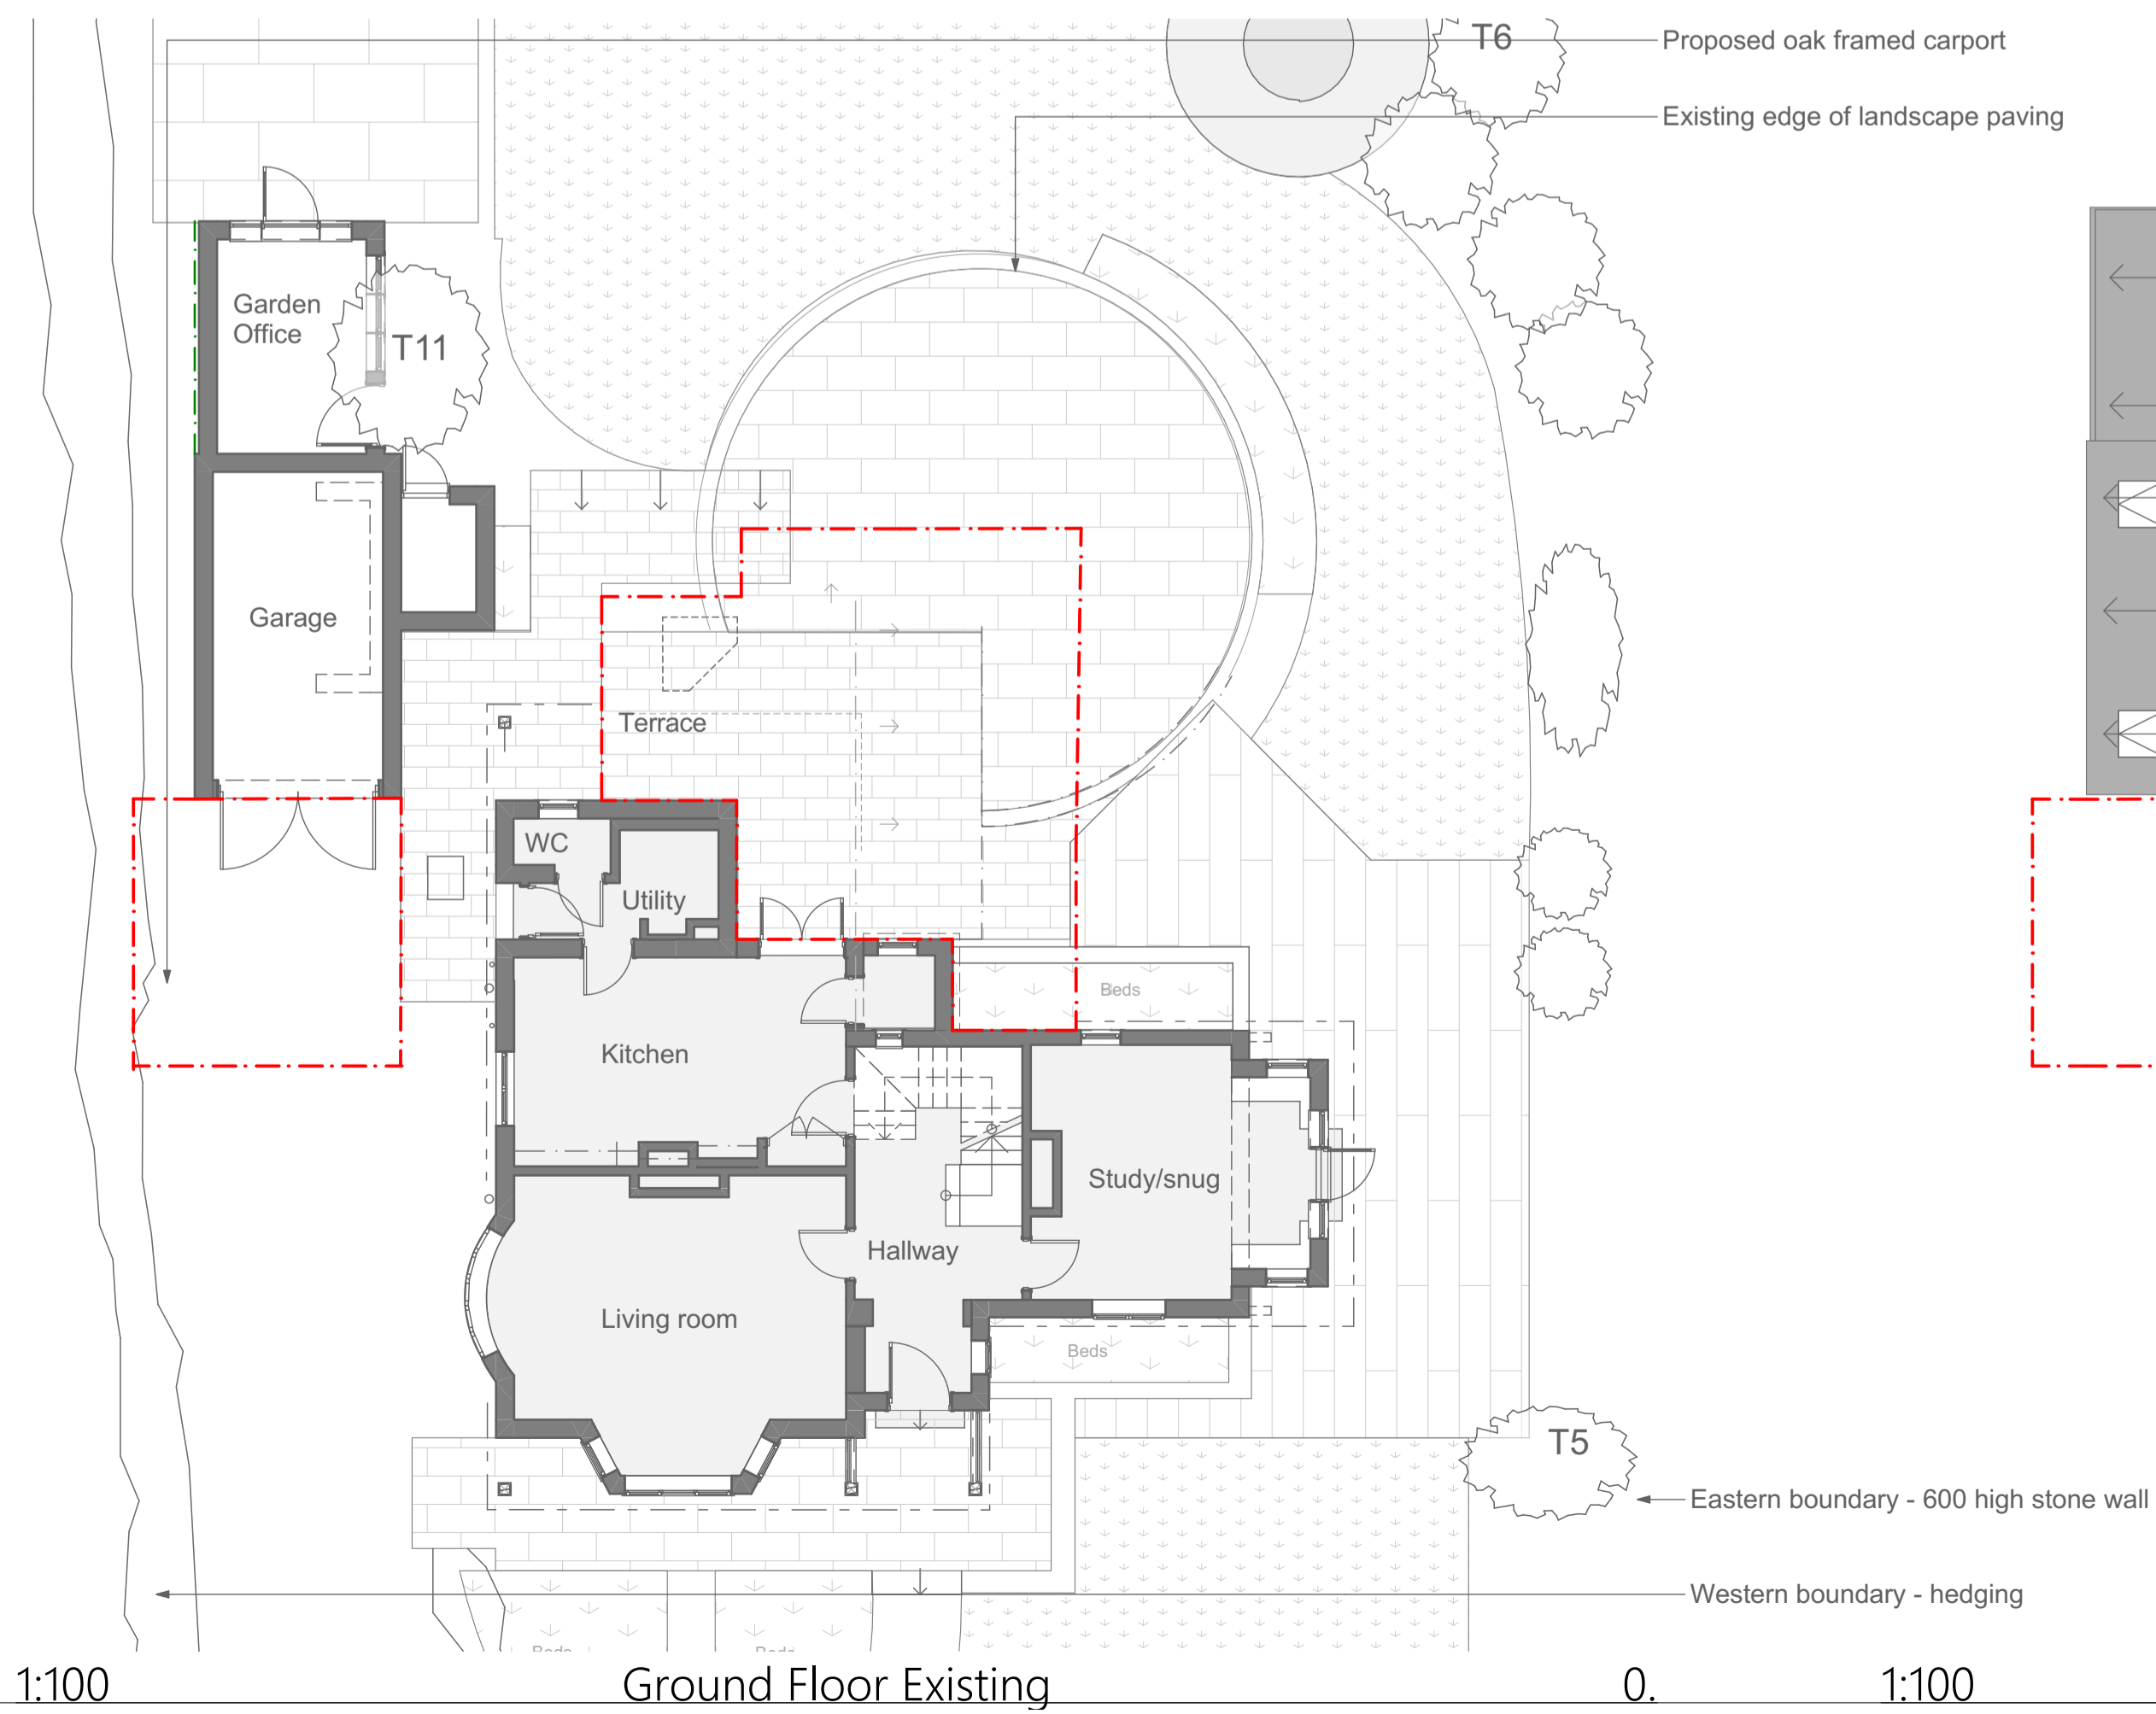 T6
Proposed oak framed carport
Existing edge of landscape paving
Garden
Office
T11
Garage
Terrace
WC
Utility
Beds
Kitchen
Study/snug
Hallway
Living room
Beds
T5
Eastern boundary - 600 high stone wall
Western boundary - hedging
Beds
Beds
1:100
Ground Floor Existing
0.
1:100